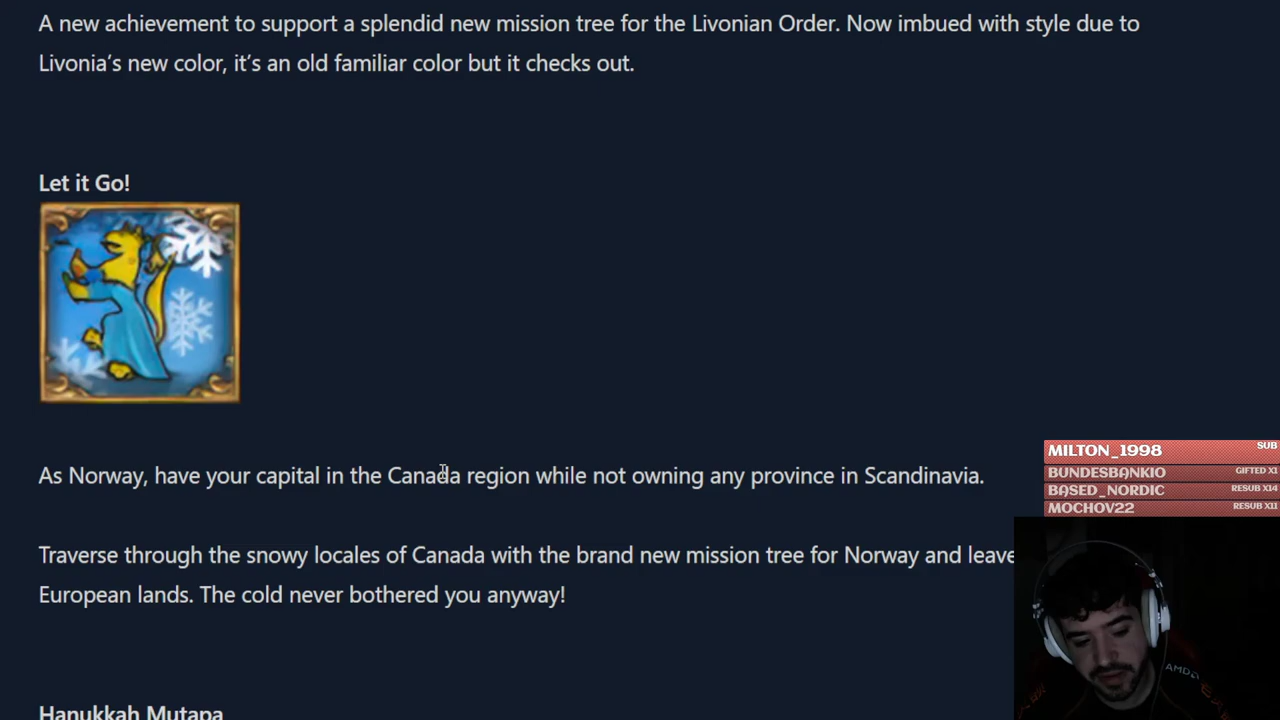 A new achievement to support a splendid new mission tree for the Livonian Order. Now imbued with style due to
Livonia’s new color, it’s an old familiar color but it checks out.
Let it Go!
As Norway, have your capital in the Canada region while not owning any province in Scandinavia.
Traverse through the snowy locales of Canada with the brand new mission tree for Norway and leave
European lands. The cold never bothered you anyway!
Hanukkah Mutapa
MILTON_1998 SUB
BUNDESBANKIO GIFTED X1
BASED_NORDIC RESUB X14
MOCHOV22 RESUB X11
AMD